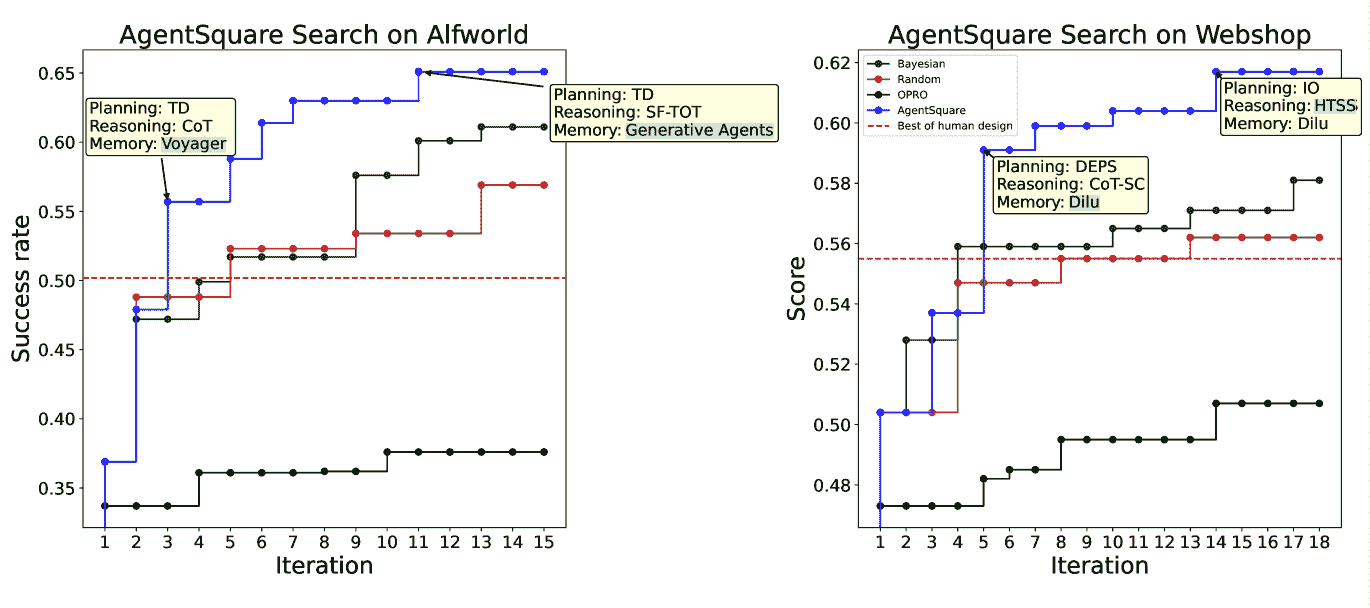 AgentSquare Search on Alfworld
Success rate
0.65
0.60
0.55
0.50
0.45
0.40
0.35
Planning: TD
Reasoning: CoT
Memory: Voyager
Planning: TD
Reasoning: SF-TOT
Memory: Generative Agents
1 2 3 4 5 6 7 8 9 10 11 12 13 14 15
Iteration
AgentSquare Search on Webshop
Score
0.62
0.60
0.58
0.56
0.54
0.52
0.50
0.48
Bayesian
Random
OPRO
AgentSquare
Best of human design
Planning: DEPS
Reasoning: CoT-SC
Memory: Dilu
Planning: IO
Reasoning: HTSS
Memory: Dilu
1 2 3 4 5 6 7 8 9 10 11 12 13 14 15 16 17 18
Iteration